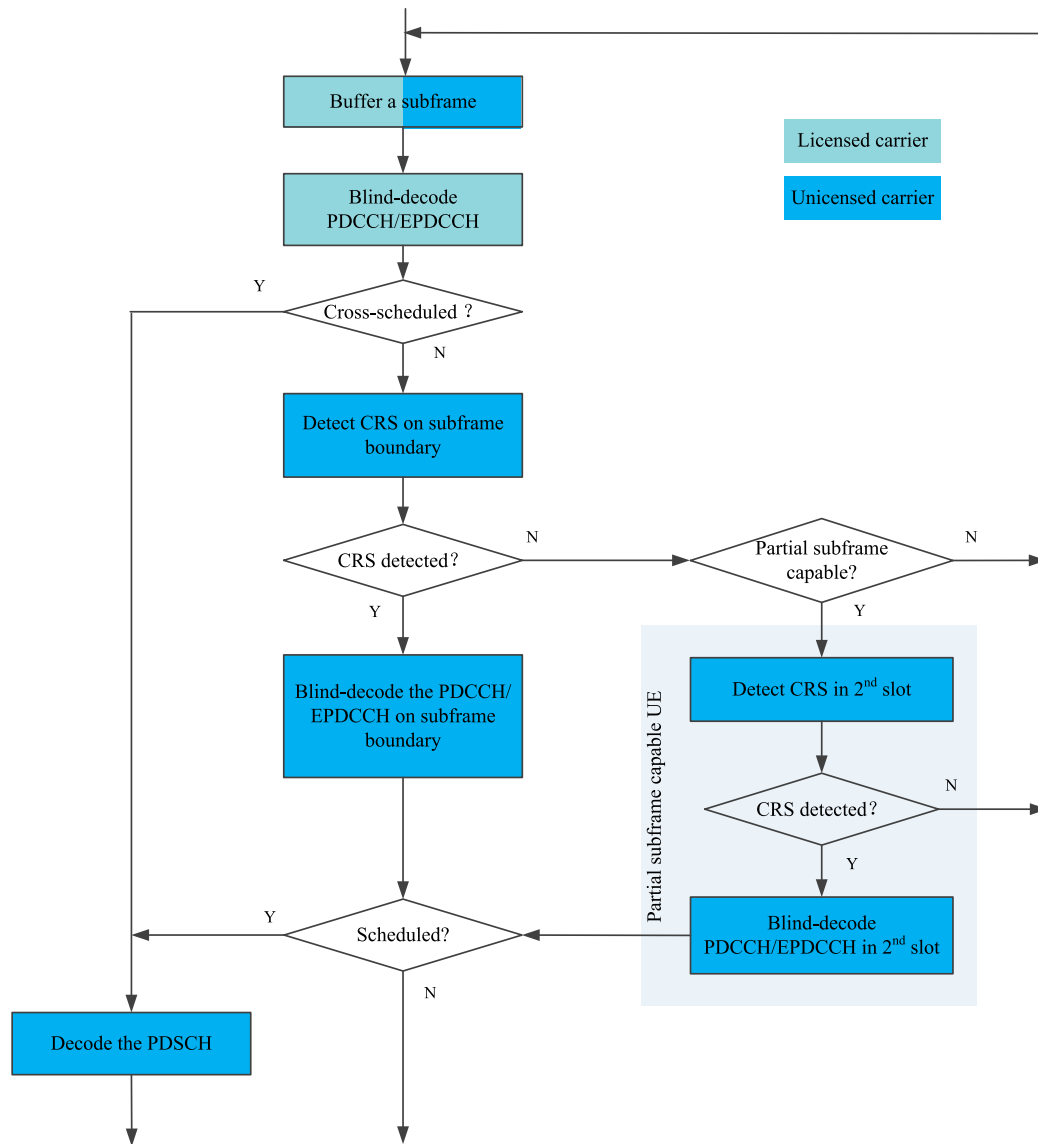 Buffer a subframe
Licensed carrier
Blind-decode
PDCCH/EPDCCH
Unicensed carrier
Y
Cross-scheduled ?
N
Detect CRS on subframe
boundary
CRS detected?
N
Y
Partial subframe
capable?
N
Y
Blind-decode the PDCCH/
EPDCCH on subframe
boundary
Partial subframe capable UE
Detect CRS in 2nd slot
CRS detected?
N
Y
Blind-decode
PDCCH/EPDCCH in 2nd slot
Y
Scheduled?
N
Decode the PDSCH